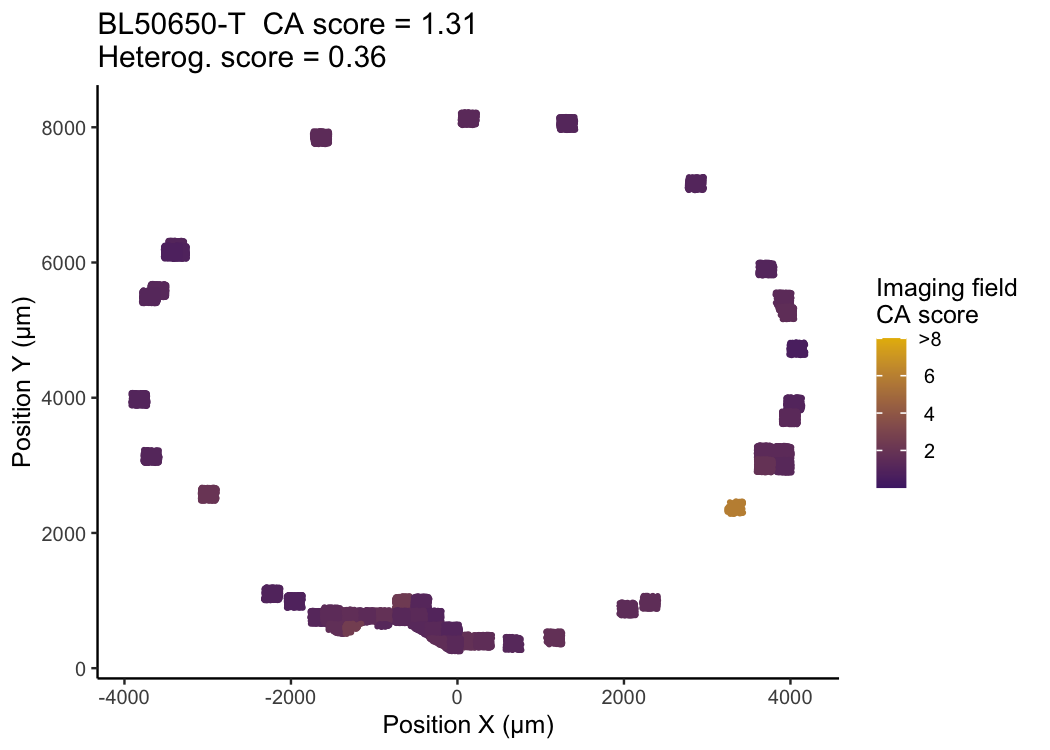 BL50650-T  CA score = 1.31
Heterog. score = 0.36
8000
6000
4000
2000
0
Position Y (µm)
-4000
-2000
0
2000
4000
Position X (µm)
Imaging field
CA score
>8
6
4
2